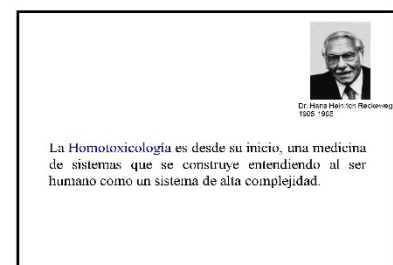 Dr. Hans Heinrich Reckeweg
1905-1985
La Homotoxicología es desde su inicio, una medicina
de sistemas que se construye entendiendo al ser
humano como un sistema de alta complejidad.